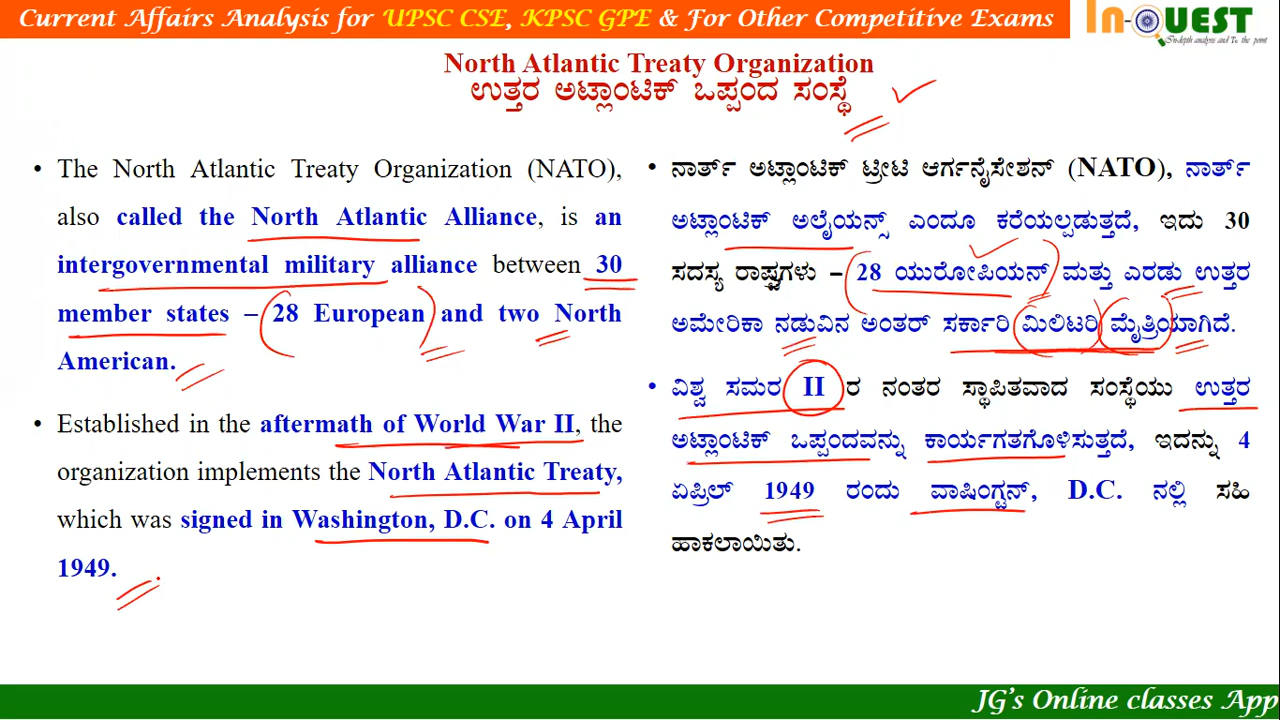 Current Affairs Analysis for UPSC CSE, KPSC GPE & For Other Competitive Exams
In-QUEST
In-depth analysis and To the point
North Atlantic Treaty Organization
ಉತ್ತರ ಅಟ್ಲಾಂಟಿಕ್ ಒಪ್ಪಂದ ಸಂಸ್ಥೆ
• The North Atlantic Treaty Organization (NATO),
also called the North Atlantic Alliance, is an
intergovernmental military alliance between 30
member states – 28 European and two North
American.
• Established in the aftermath of World War II, the
organization implements the North Atlantic Treaty,
which was signed in Washington, D.C. on 4 April
1949.
• ನಾರ್ತ್ ಅಟ್ಲಾಂಟಿಕ್ ಟ್ರೀಟಿ ಆರ್ಗನೈಸೇಶನ್ (NATO), ನಾರ್ತ್
ಅಟ್ಲಾಂಟಿಕ್ ಅಲೈಯನ್ಸ್ ಎಂದೂ ಕರೆಯಲ್ಪಡುತ್ತದೆ, ಇದು 30
ಸದಸ್ಯ ರಾಷ್ಟ್ರಗಳು – 28 ಯುರೋಪಿಯನ್ ಮತ್ತು ಎರಡು ಉತ್ತರ
ಅಮೇರಿಕಾ ನಡುವಿನ ಅಂತರ್ ಸರ್ಕಾರಿ ಮಿಲಿಟರಿ ಮೈತ್ರಿಯಾಗಿದೆ.
• ವಿಶ್ವ ಸಮರ II ರ ನಂತರ ಸ್ಥಾಪಿತವಾದ ಸಂಸ್ಥೆಯು ಉತ್ತರ
ಅಟ್ಲಾಂಟಿಕ್ ಒಪ್ಪಂದವನ್ನು ಕಾರ್ಯಗತಗೊಳಿಸುತ್ತದೆ, ಇದನ್ನು 4
ಏಪ್ರಿಲ್ 1949 ರಂದು ವಾಷಿಂಗ್ಟನ್, D.C. ನಲ್ಲಿ ಸಹಿ
ಹಾಕಲಾಯಿತು.
JG's Online classes App